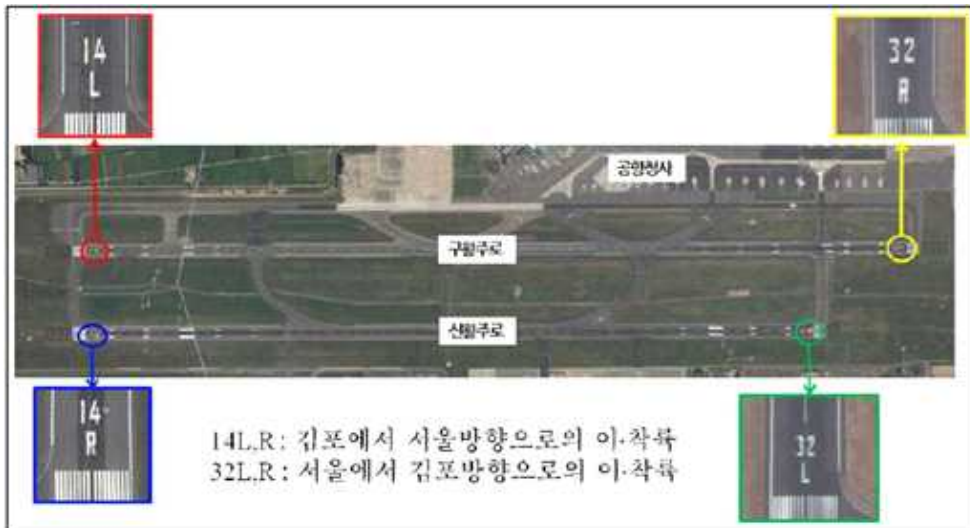 14
L
32
R
공항청사
구활주로
신활주로
14
R
14L,R : 김포에서 서울방향으로의 이·착륙
32L,R : 서울에서 김포방향으로의 이·착륙
32
L